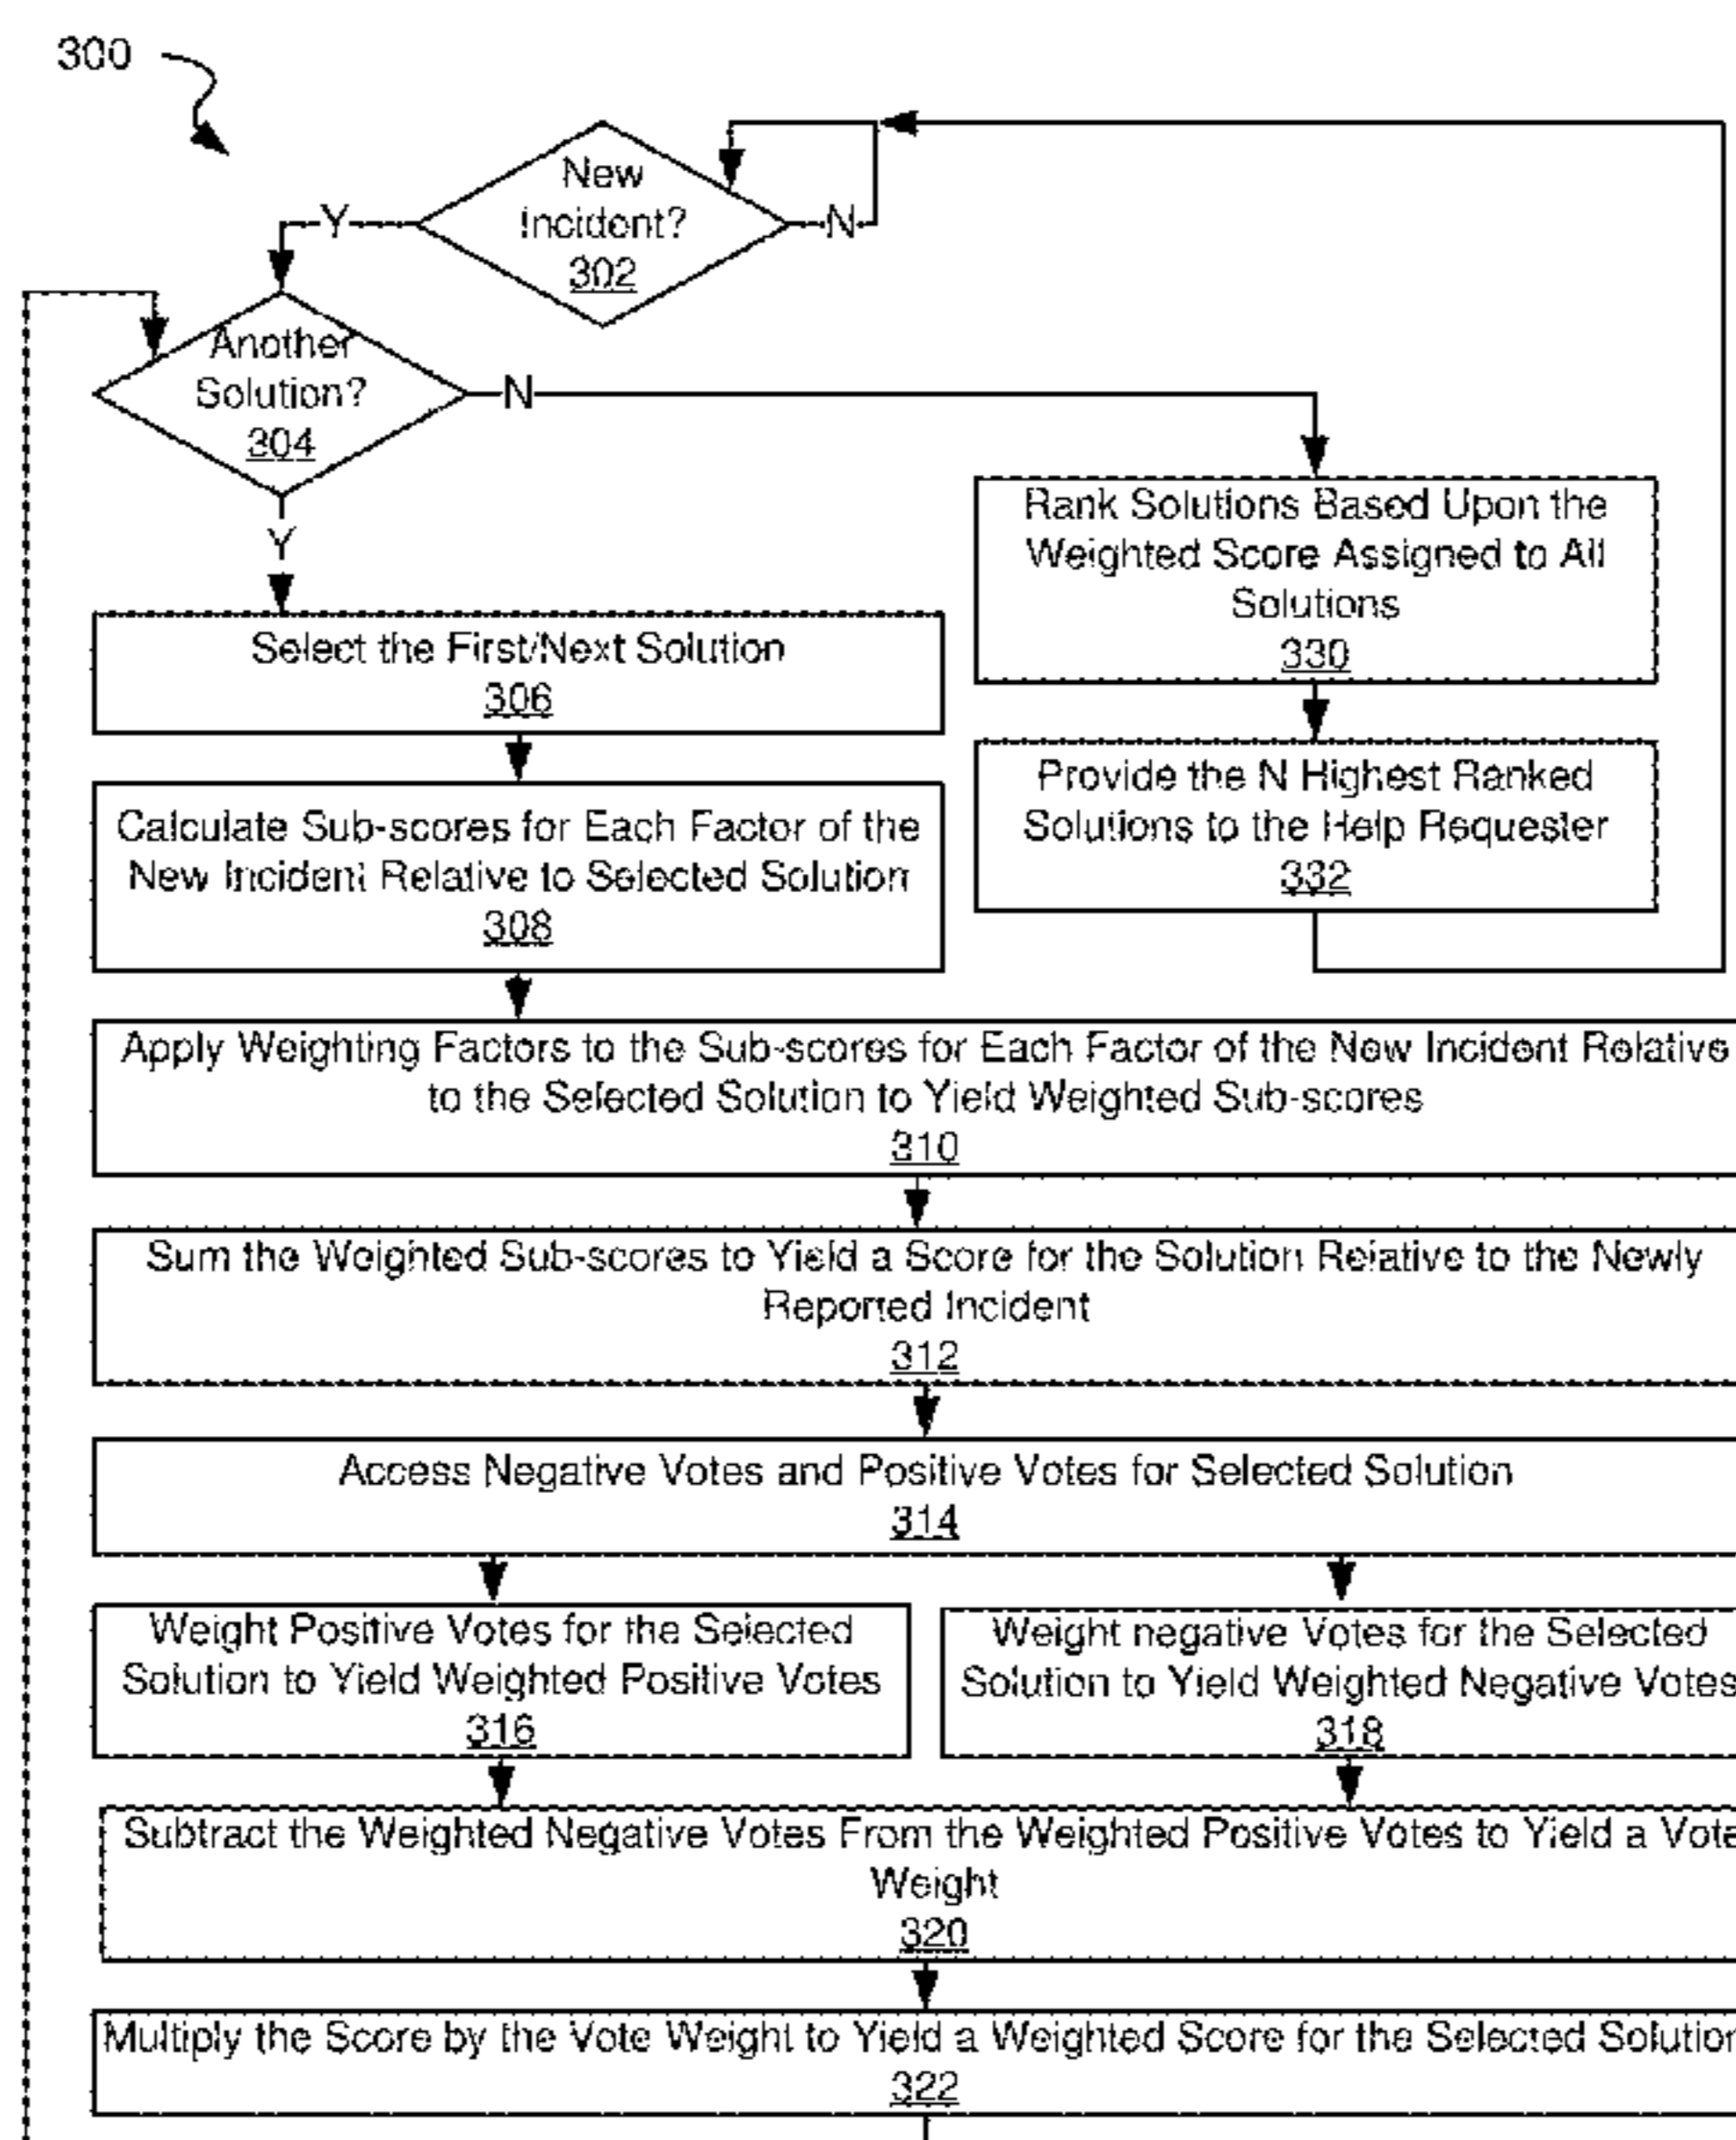 300
New
Incident?
302
Y
N
Another
Solution?
304
N
Y
Rank Solutions Based Upon the
Weighted Score Assigned to All
Solutions
330
Select the First/Next Solution
306
Provide the N Highest Ranked
Solutions to the Help Requester
332
Calculate Sub-scores for Each Factor of the
New Incident Relative to Selected Solution
308
Apply Weighting Factors to the Sub-scores for Each Factor of the New Incident Relative
to the Selected Solution to Yield Weighted Sub-scores
310
Sum the Weighted Sub-scores to Yield a Score for the Solution Relative to the Newly
Reported Incident
312
Access Negative Votes and Positive Votes for Selected Solution
314
Weight Positive Votes for the Selected
Solution to Yield Weighted Positive Votes
316
Weight negative Votes for the Selected
Solution to Yield Weighted Negative Votes
318
Subtract the Weighted Negative Votes From the Weighted Positive Votes to Yield a Vote
Weight
320
Multiply the Score by the Vote Weight to Yield a Weighted Score for the Selected Solution
322